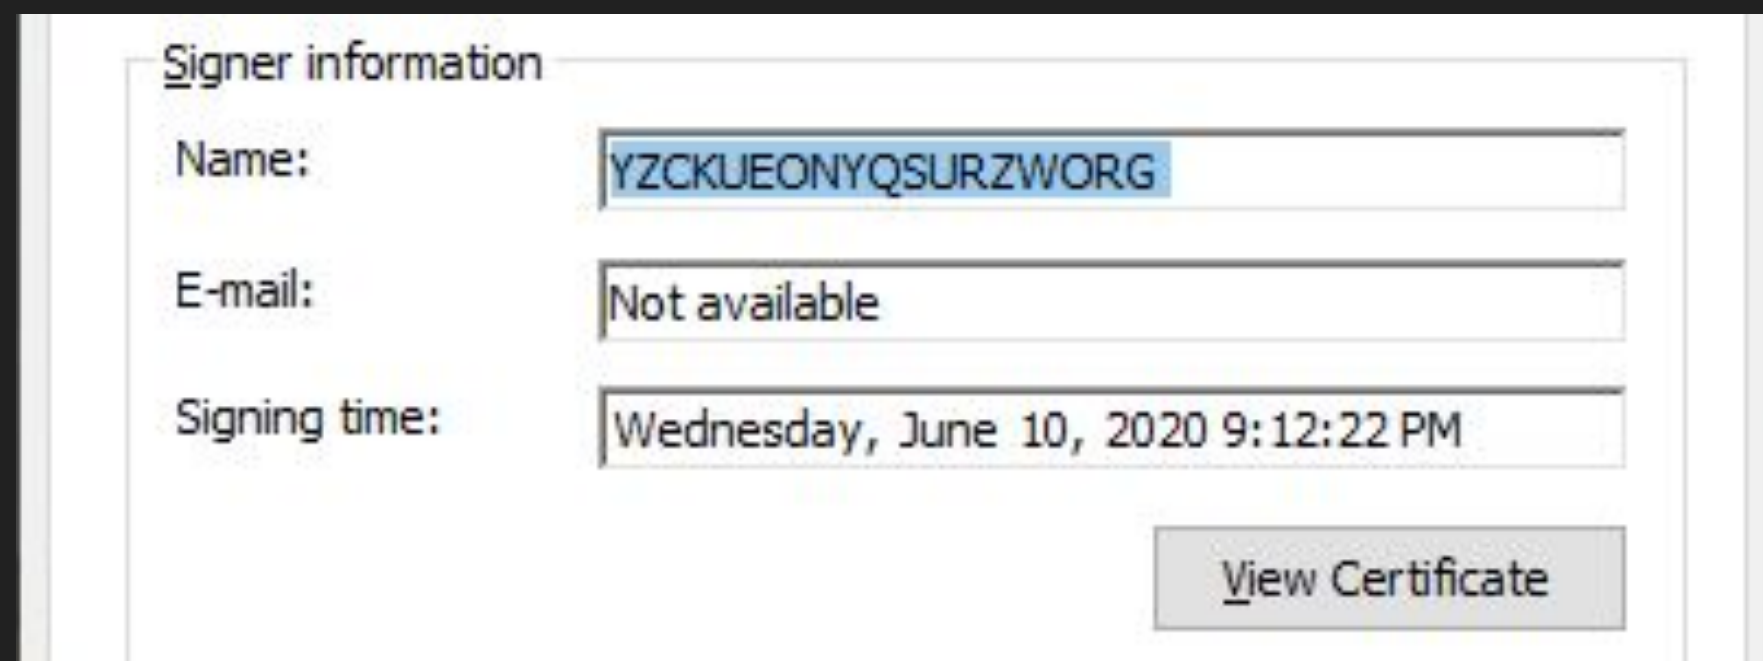 Signer information
Name: YZCKUEONYQSURZWORG
E-mail: Not available
Signing time: Wednesday, June 10, 2020 9:12:22 PM
View Certificate